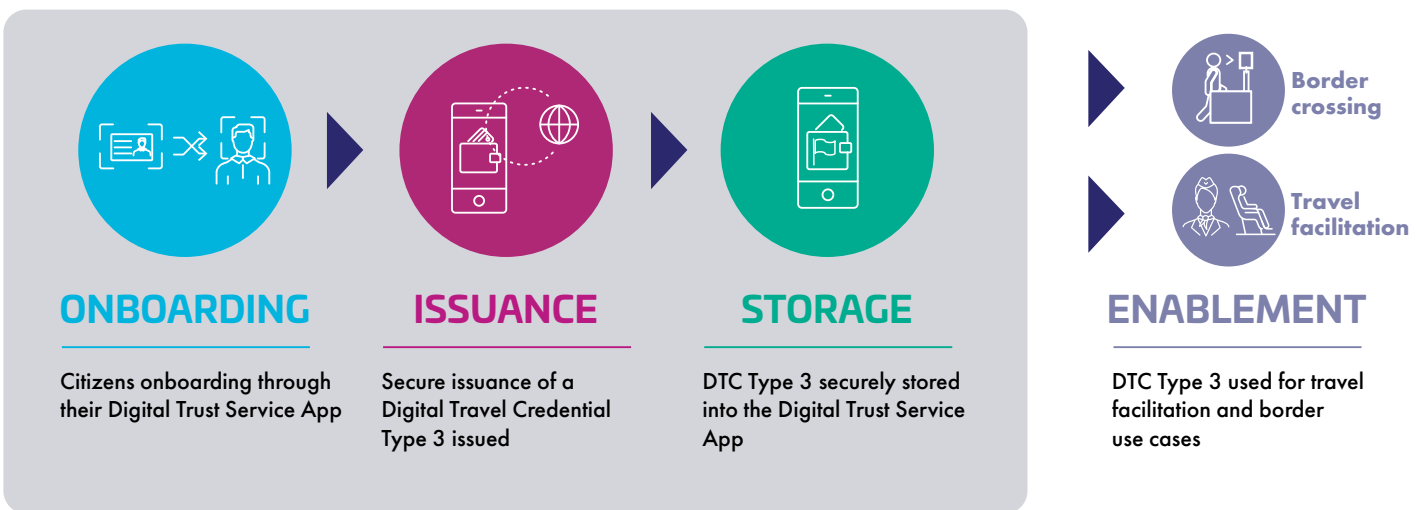 ONBOARDING
Citizens onboarding through
their Digital Trust Service App
ISSUANCE
Secure issuance of a
Digital Travel Credential
Type 3 issued
STORAGE
DTC Type 3 securely stored
into the Digital Trust Service
App
Border
crossing
Travel
facilitation
ENABLEMENT
DTC Type 3 used for travel
facilitation and border
use cases